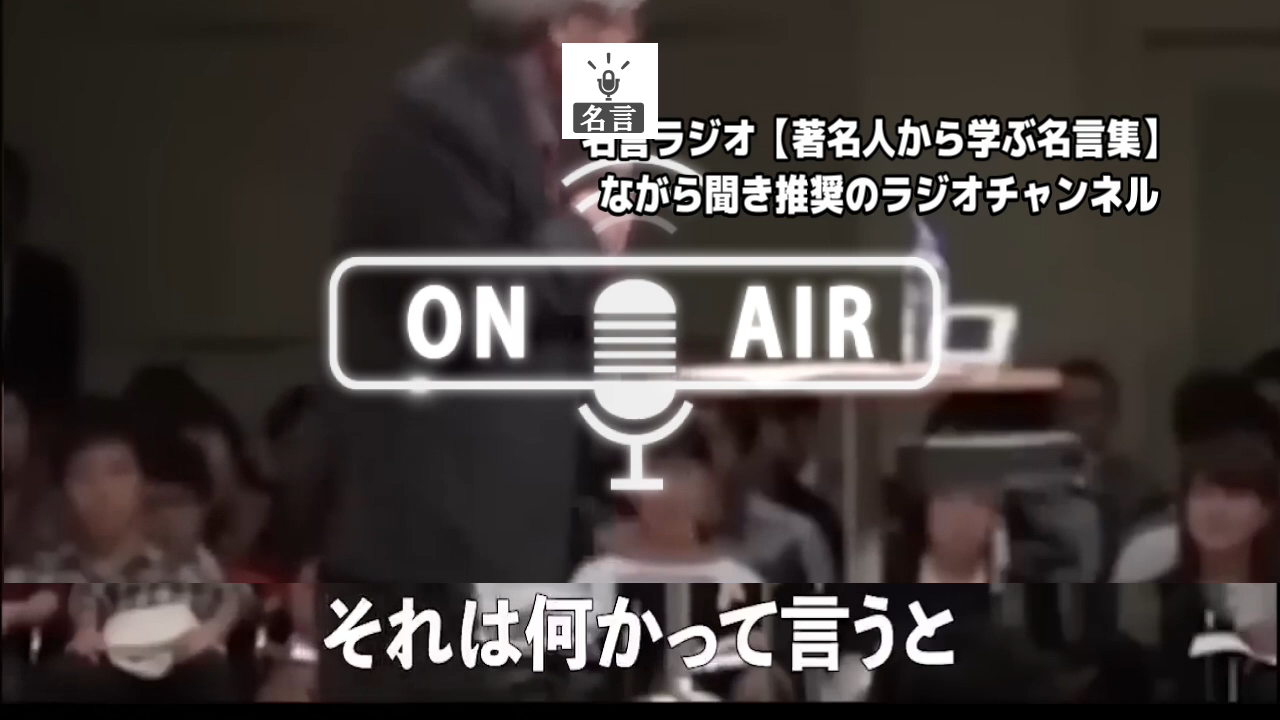 名言
名言ラジオ【著名人から学ぶ名言集】
ながら聞き推奨のラジオチャンネル
ON AIR
それは何かって言うと